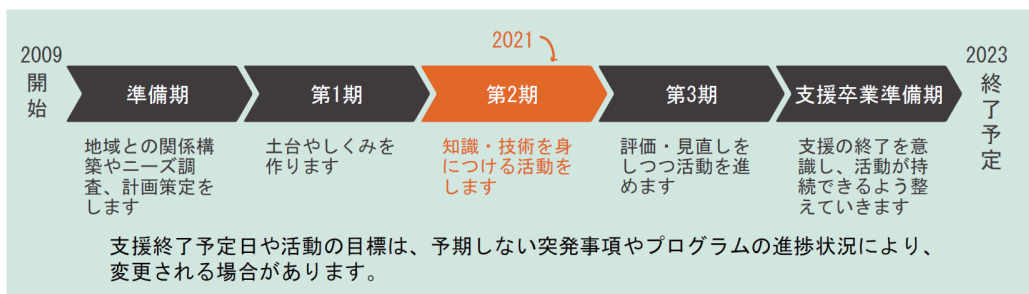 2009
開始
2021
2023
終了予定
準備期
第1期
第2期
第3期
支援卒業準備期
地域との関係構
築やニーズ調
査、計画策定を
します
土台やしくみを
作ります
知識・技術を身
につける活動を
します
評価・見直しを
しつつ活動を進
めます
支援の終了を意
識し、活動が持
続できるよう整
えていきます
支援終了予定日や活動の目標は、予期しない突発事項やプログラムの進捗状況により、
変更される場合があります。